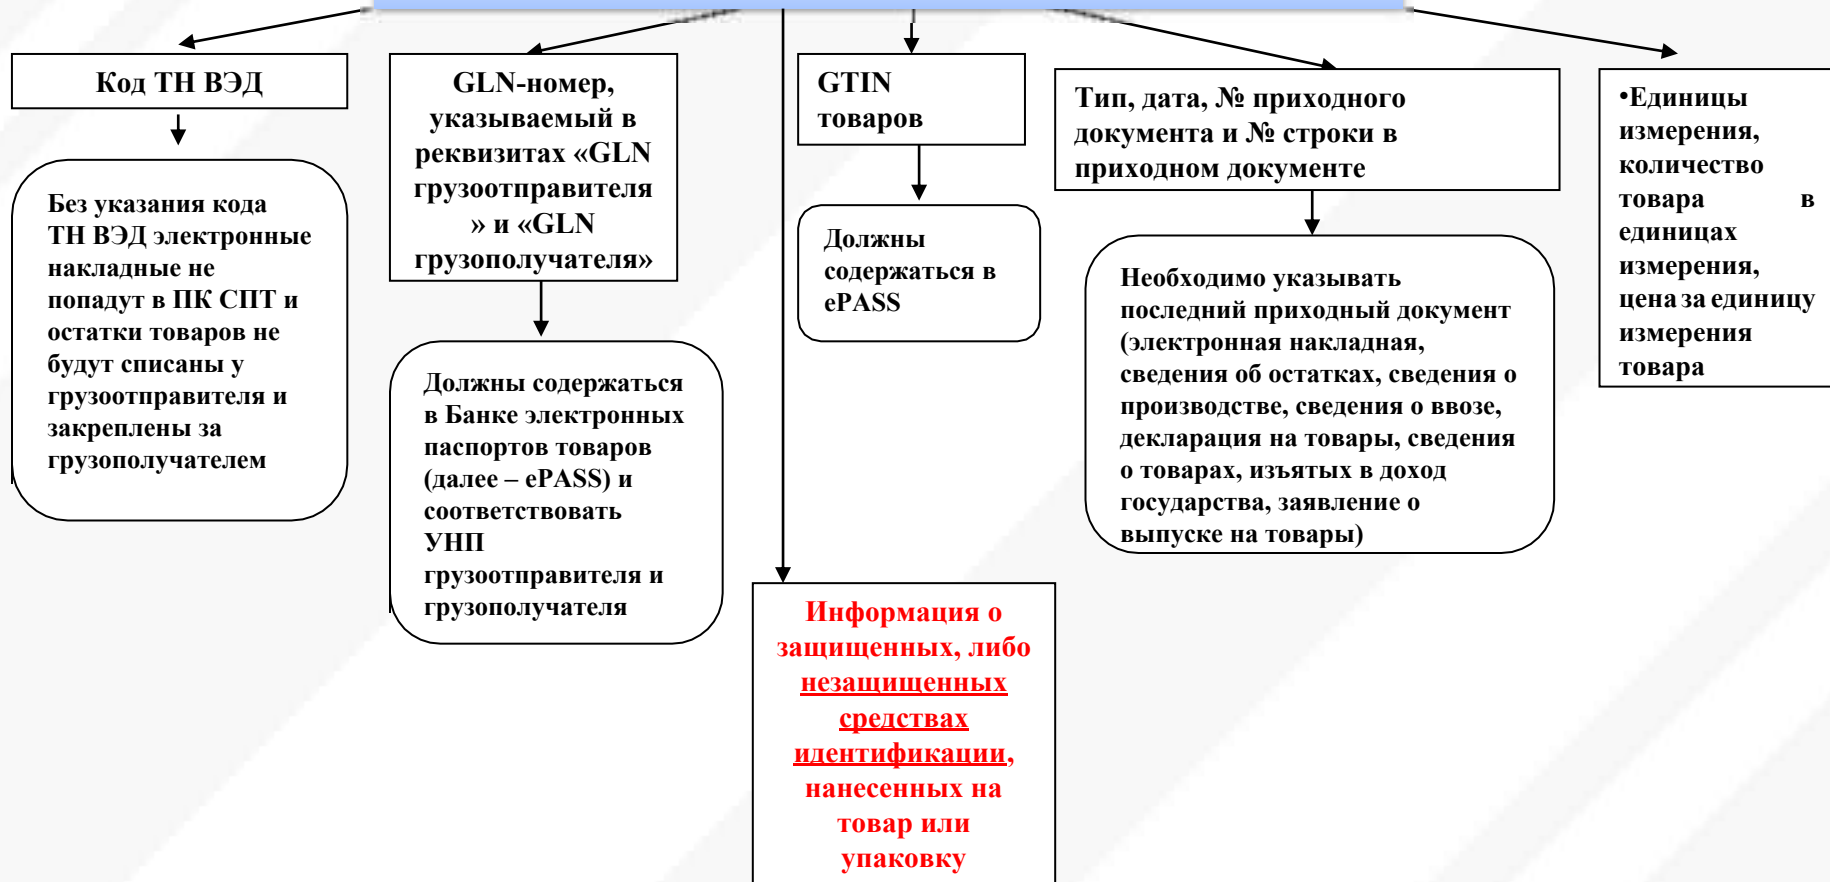 Код ТН ВЭД
Без указания кода
ТН ВЭД электронные
накладные не
попадут в ПК СПТ и
остатки товаров не
будут списаны у
грузоотправителя и
закреплены за
грузополучателем
GLN-номер,
указываемый в
реквизитах «GLN
грузоотправителя
» и «GLN
грузополучателя»
Должны содержаться
в Банке электронных
паспортов товаров
(далее – ePASS) и
соответствовать
УНП
грузоотправителя и
грузополучателя
GTIN
товаров
Должны
содержаться в
ePASS
Информация о
защищенных, либо
незащищенных
средствах
идентификации,
нанесенных на
товар или
упаковку
Тип, дата, № приходного
документа и № строки в
приходном документе
Необходимо указывать
последний приходный документ
(электронная накладная,
сведения об остатках, сведения о
производстве, сведения о ввозе,
декларация на товары, сведения
о товарах, изъятых в доход
государства, заявление о
выпуске на товары)
•Единицы
измерения,
количество
товара в
единицах
измерения,
цена за единицу
измерения
товара